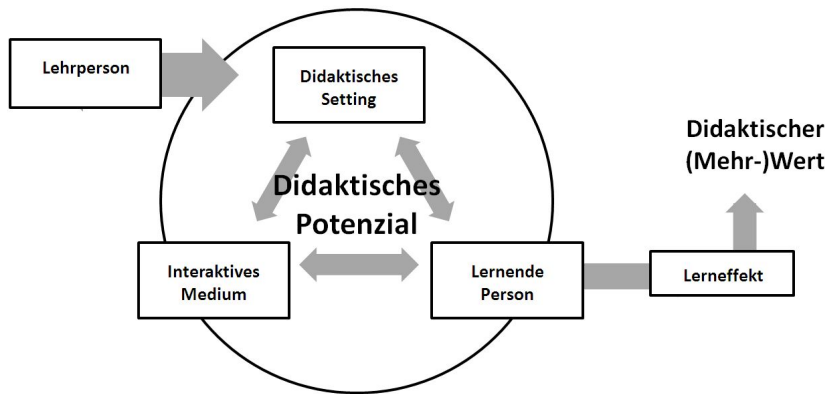 Lehrperson
Didaktisches
Setting
Didaktischer
(Mehr-)Wert
Didaktisches
Potenzial
Interaktives
Medium
Lernende
Person
Lerneffekt